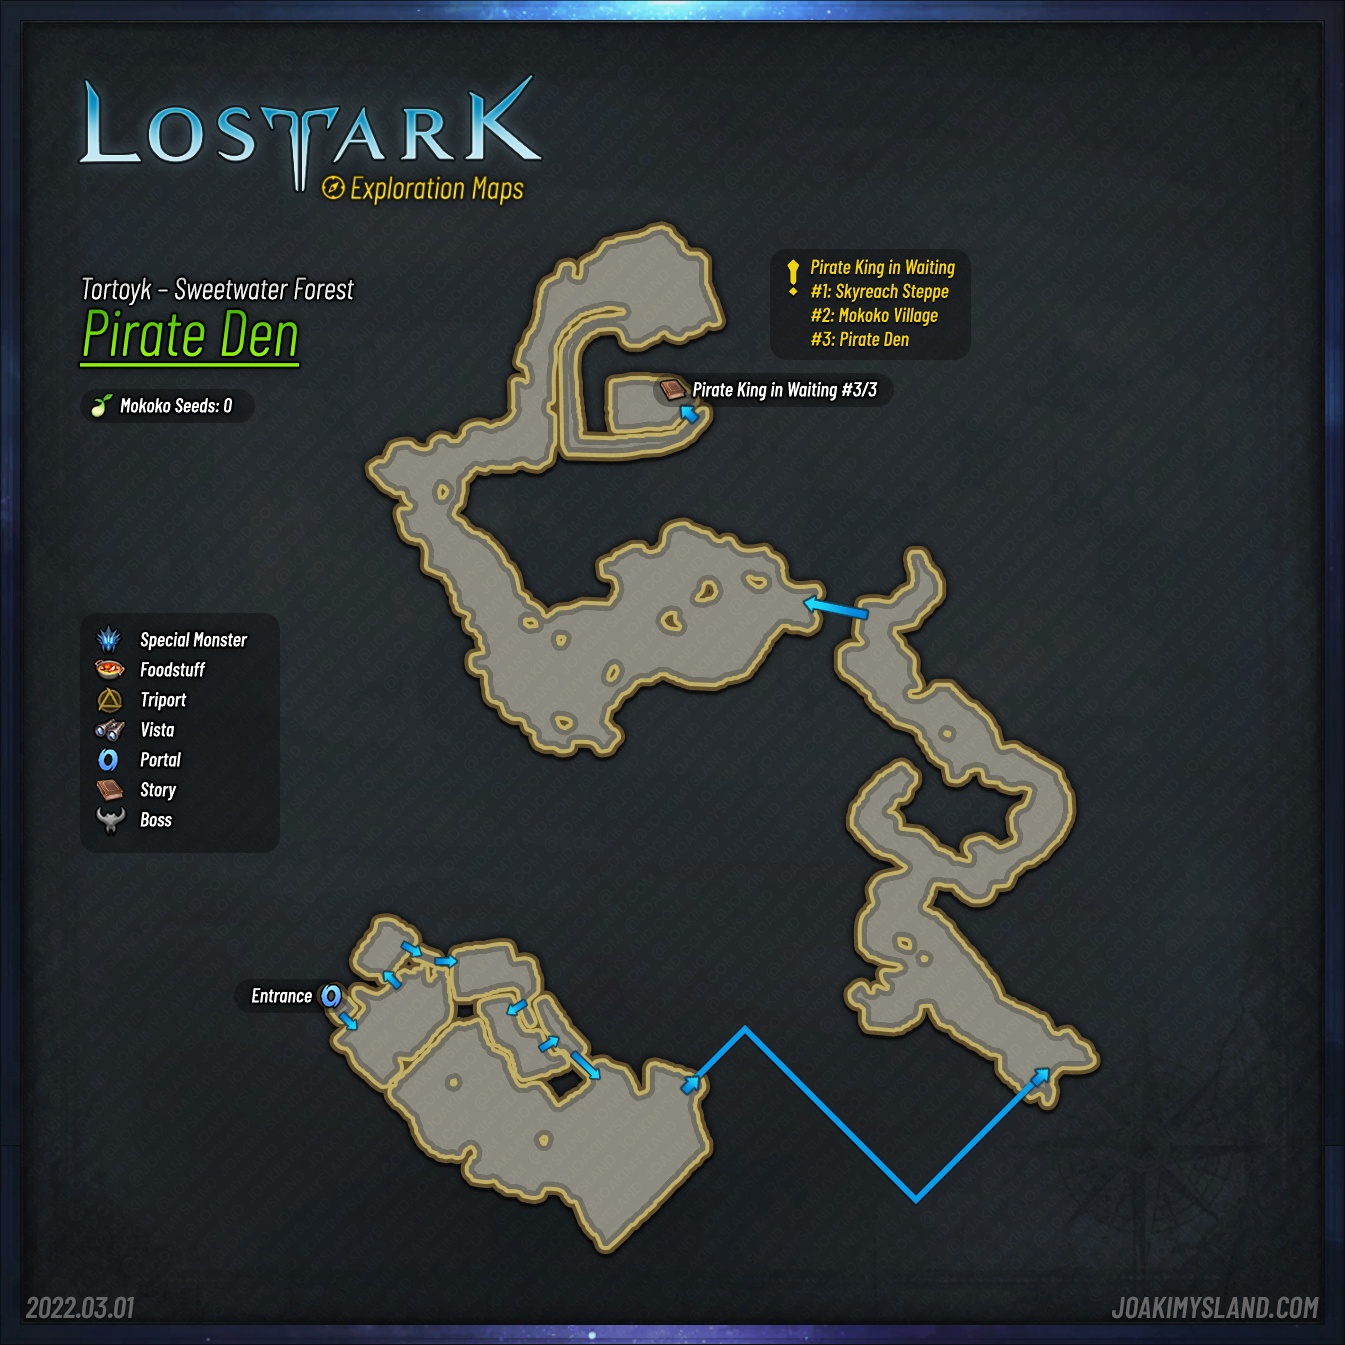 LOSTARK
Exploration Maps
Tortoyk – Sweetwater Forest
Pirate Den
Mokoko Seeds: 0
Pirate King in Waiting
#1: Skyreach Steppe
#2: Mokoko Village
#3: Pirate Den
Pirate King in Waiting #3/3
Special Monster
Foodstuff
Triport
Vista
Portal
Story
Boss
Entrance
2022.03.01
JOAKIMYSLAND.COM